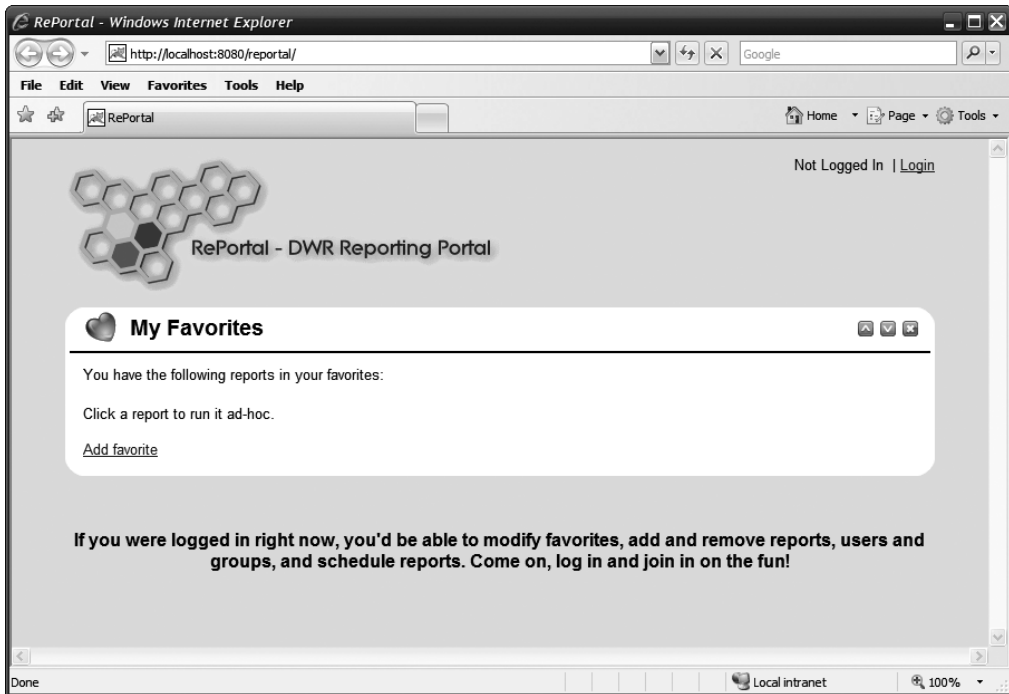 RePortal - Windows Internet Explorer
http://localhost:8080/reportal/
Google
File Edit View Favorites Tools Help
RePortal
Home Page Tools
Not Logged In | Login
RePortal - DWR Reporting Portal
My Favorites
You have the following reports in your favorites:
Click a report to run it ad-hoc.
Add favorite
If you were logged in right now, you'd be able to modify favorites, add and remove reports, users and
groups, and schedule reports. Come on, log in and join in on the fun!
Done
Local intranet
100%